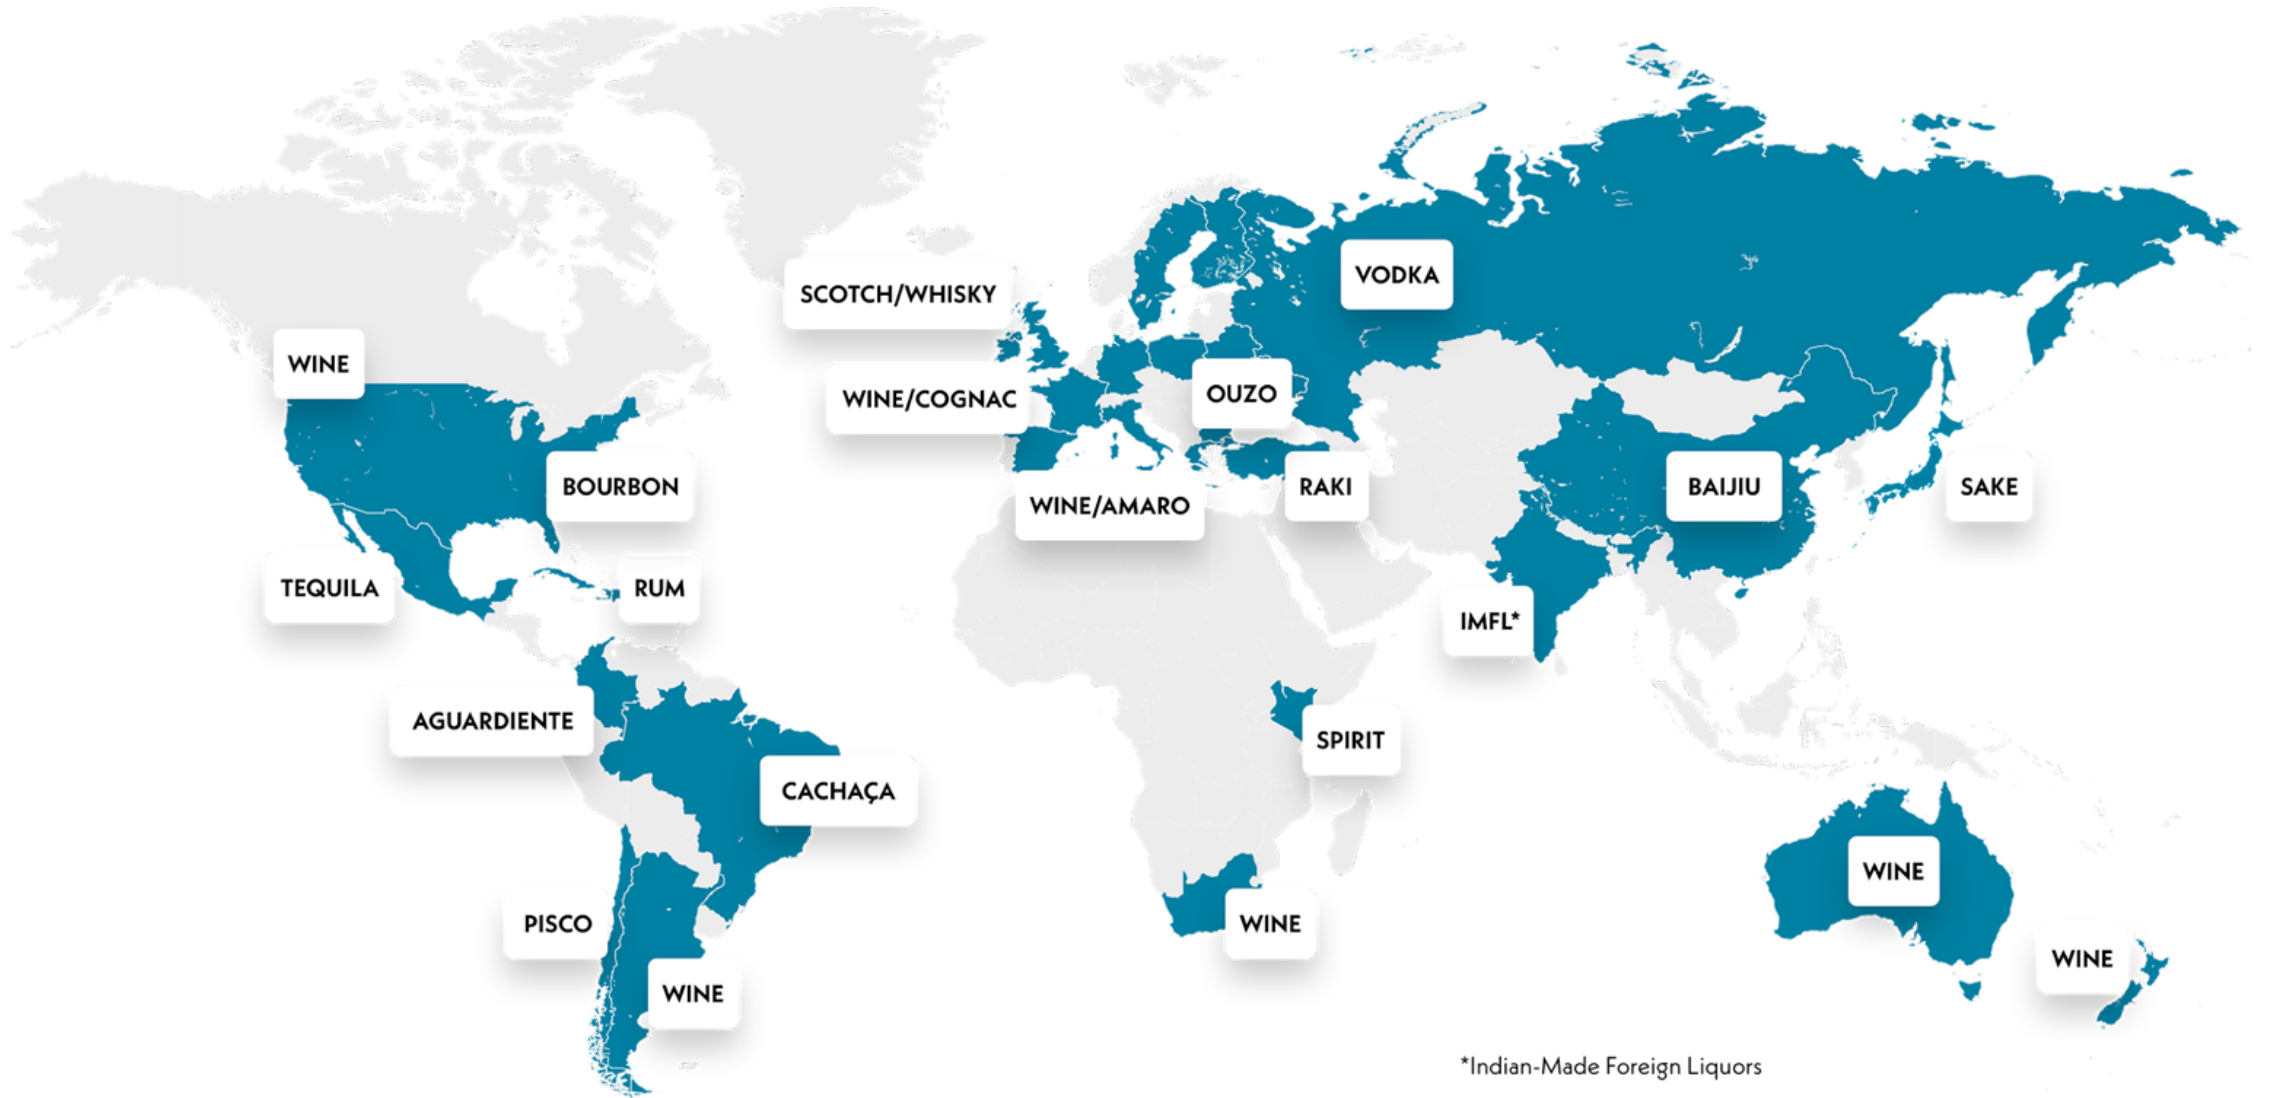 VODKA
SCOTCH/WHISKY
WINE
WINE/COGNAC
OUZO
BOURBON
WINE/AMARO
RAKI
BAIJIU
SAKE
TEQUILA
RUM
IMFL*
AGUARDIENTE
SPIRIT
CACHAÇA
WINE
PISCO
WINE
WINE
WINE
*Indian-Made Foreign Liquors